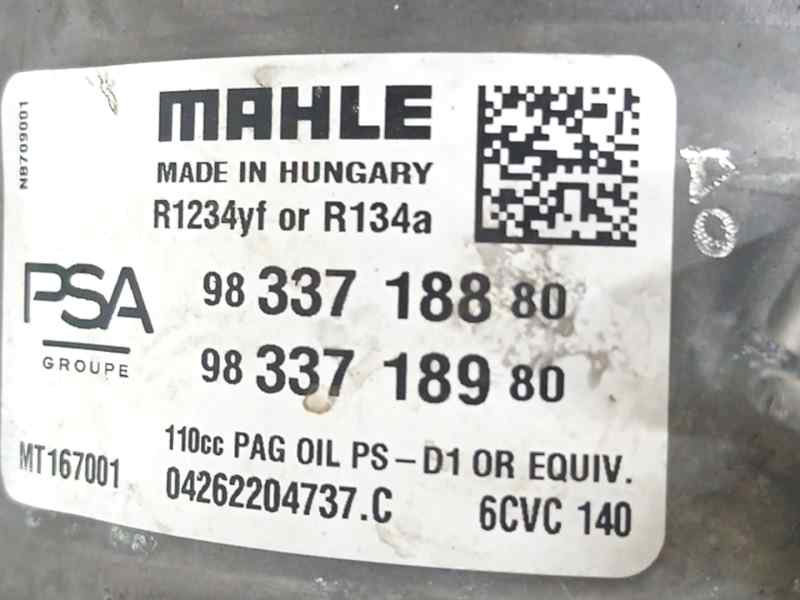 NB709001
MAHLE
MADE IN HUNGARY
R1234yf or R134a
PSA
GROUPE
98 337 188 80
98 337 189 80
110cc PAG OIL PS-D1 OR EQUIV.
MT167001
04262204737.C
6CVC 140